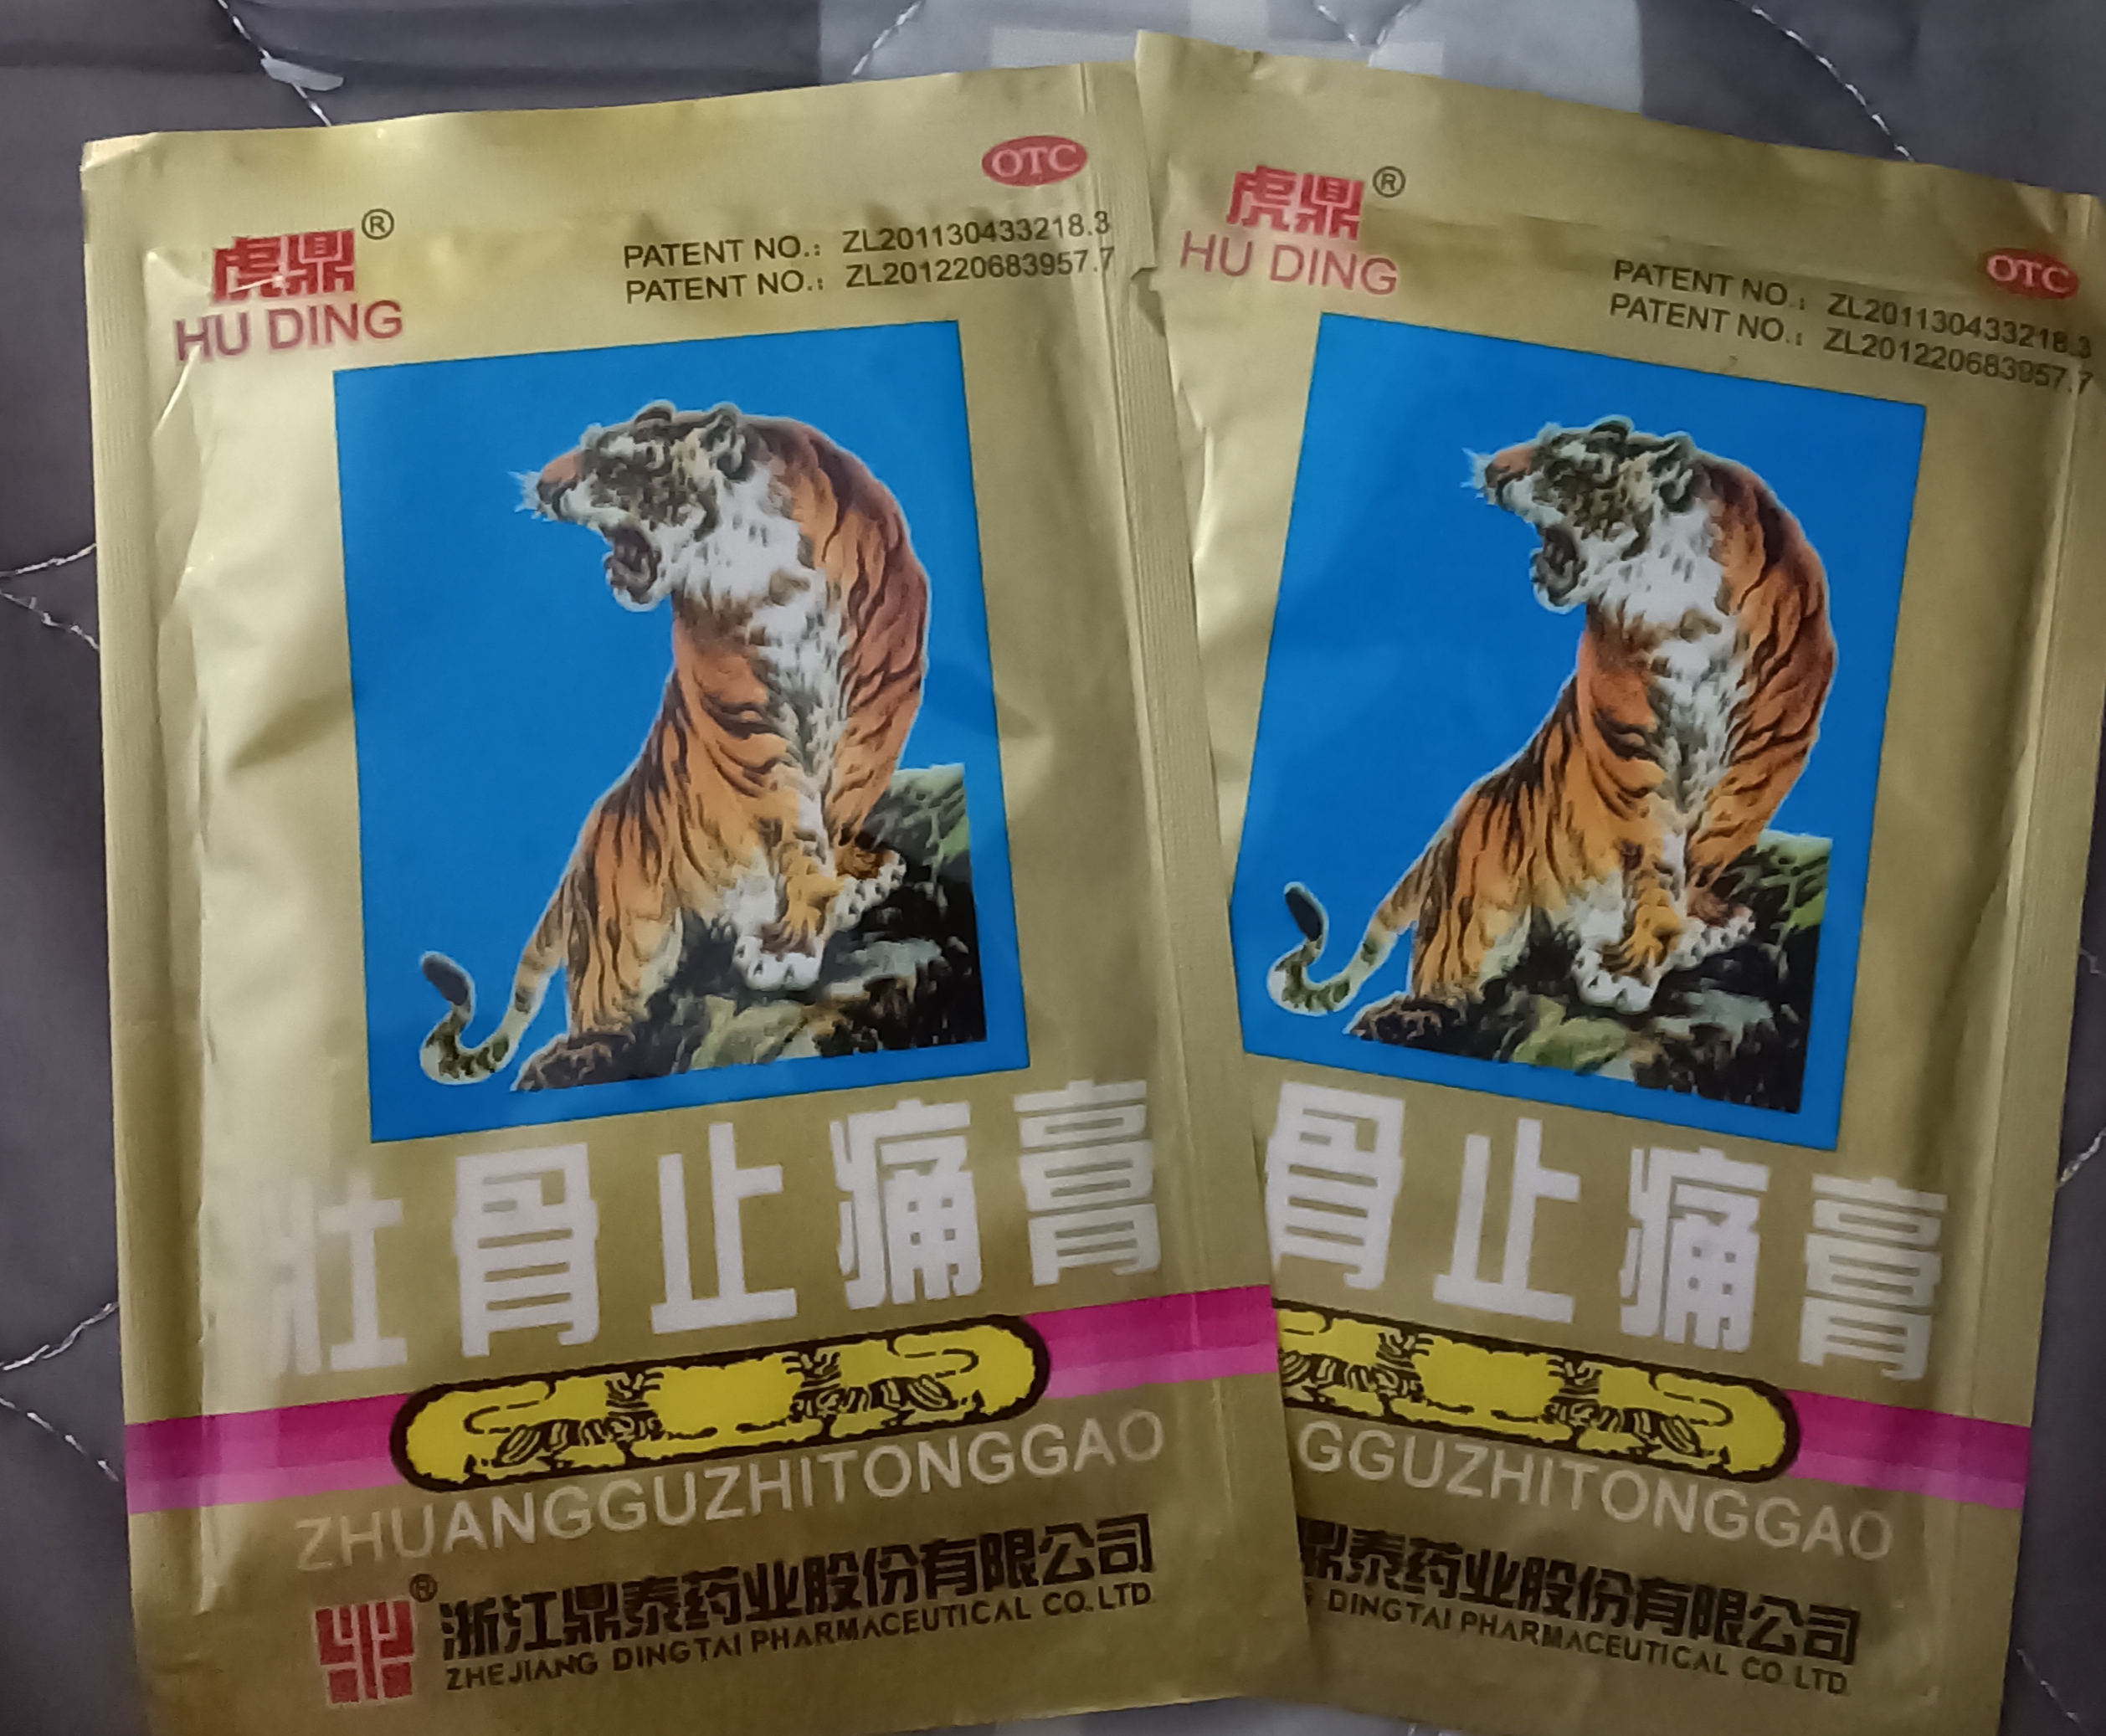 OTC
虎鼎®
HU DING
PATENT NO.: ZL201130433218.3
PATENT NO.: ZL201220683957.7
壮骨止痛膏
ZHUANGGUZHITONGGAO
®
浙江鼎泰药业股份有限公司
ZHEJIANG DINGTAI PHARMACEUTICAL CO.LTD
虎鼎®
HU DING
OTC
PATENT NO.: ZL201130433218.3
PATENT NO.: ZL201220683957.7
骨止痛膏
GGUZHITONGGAO
鼎泰药业股份有限公司
G DINGTAI PHARMACEUTICAL CO.LTD